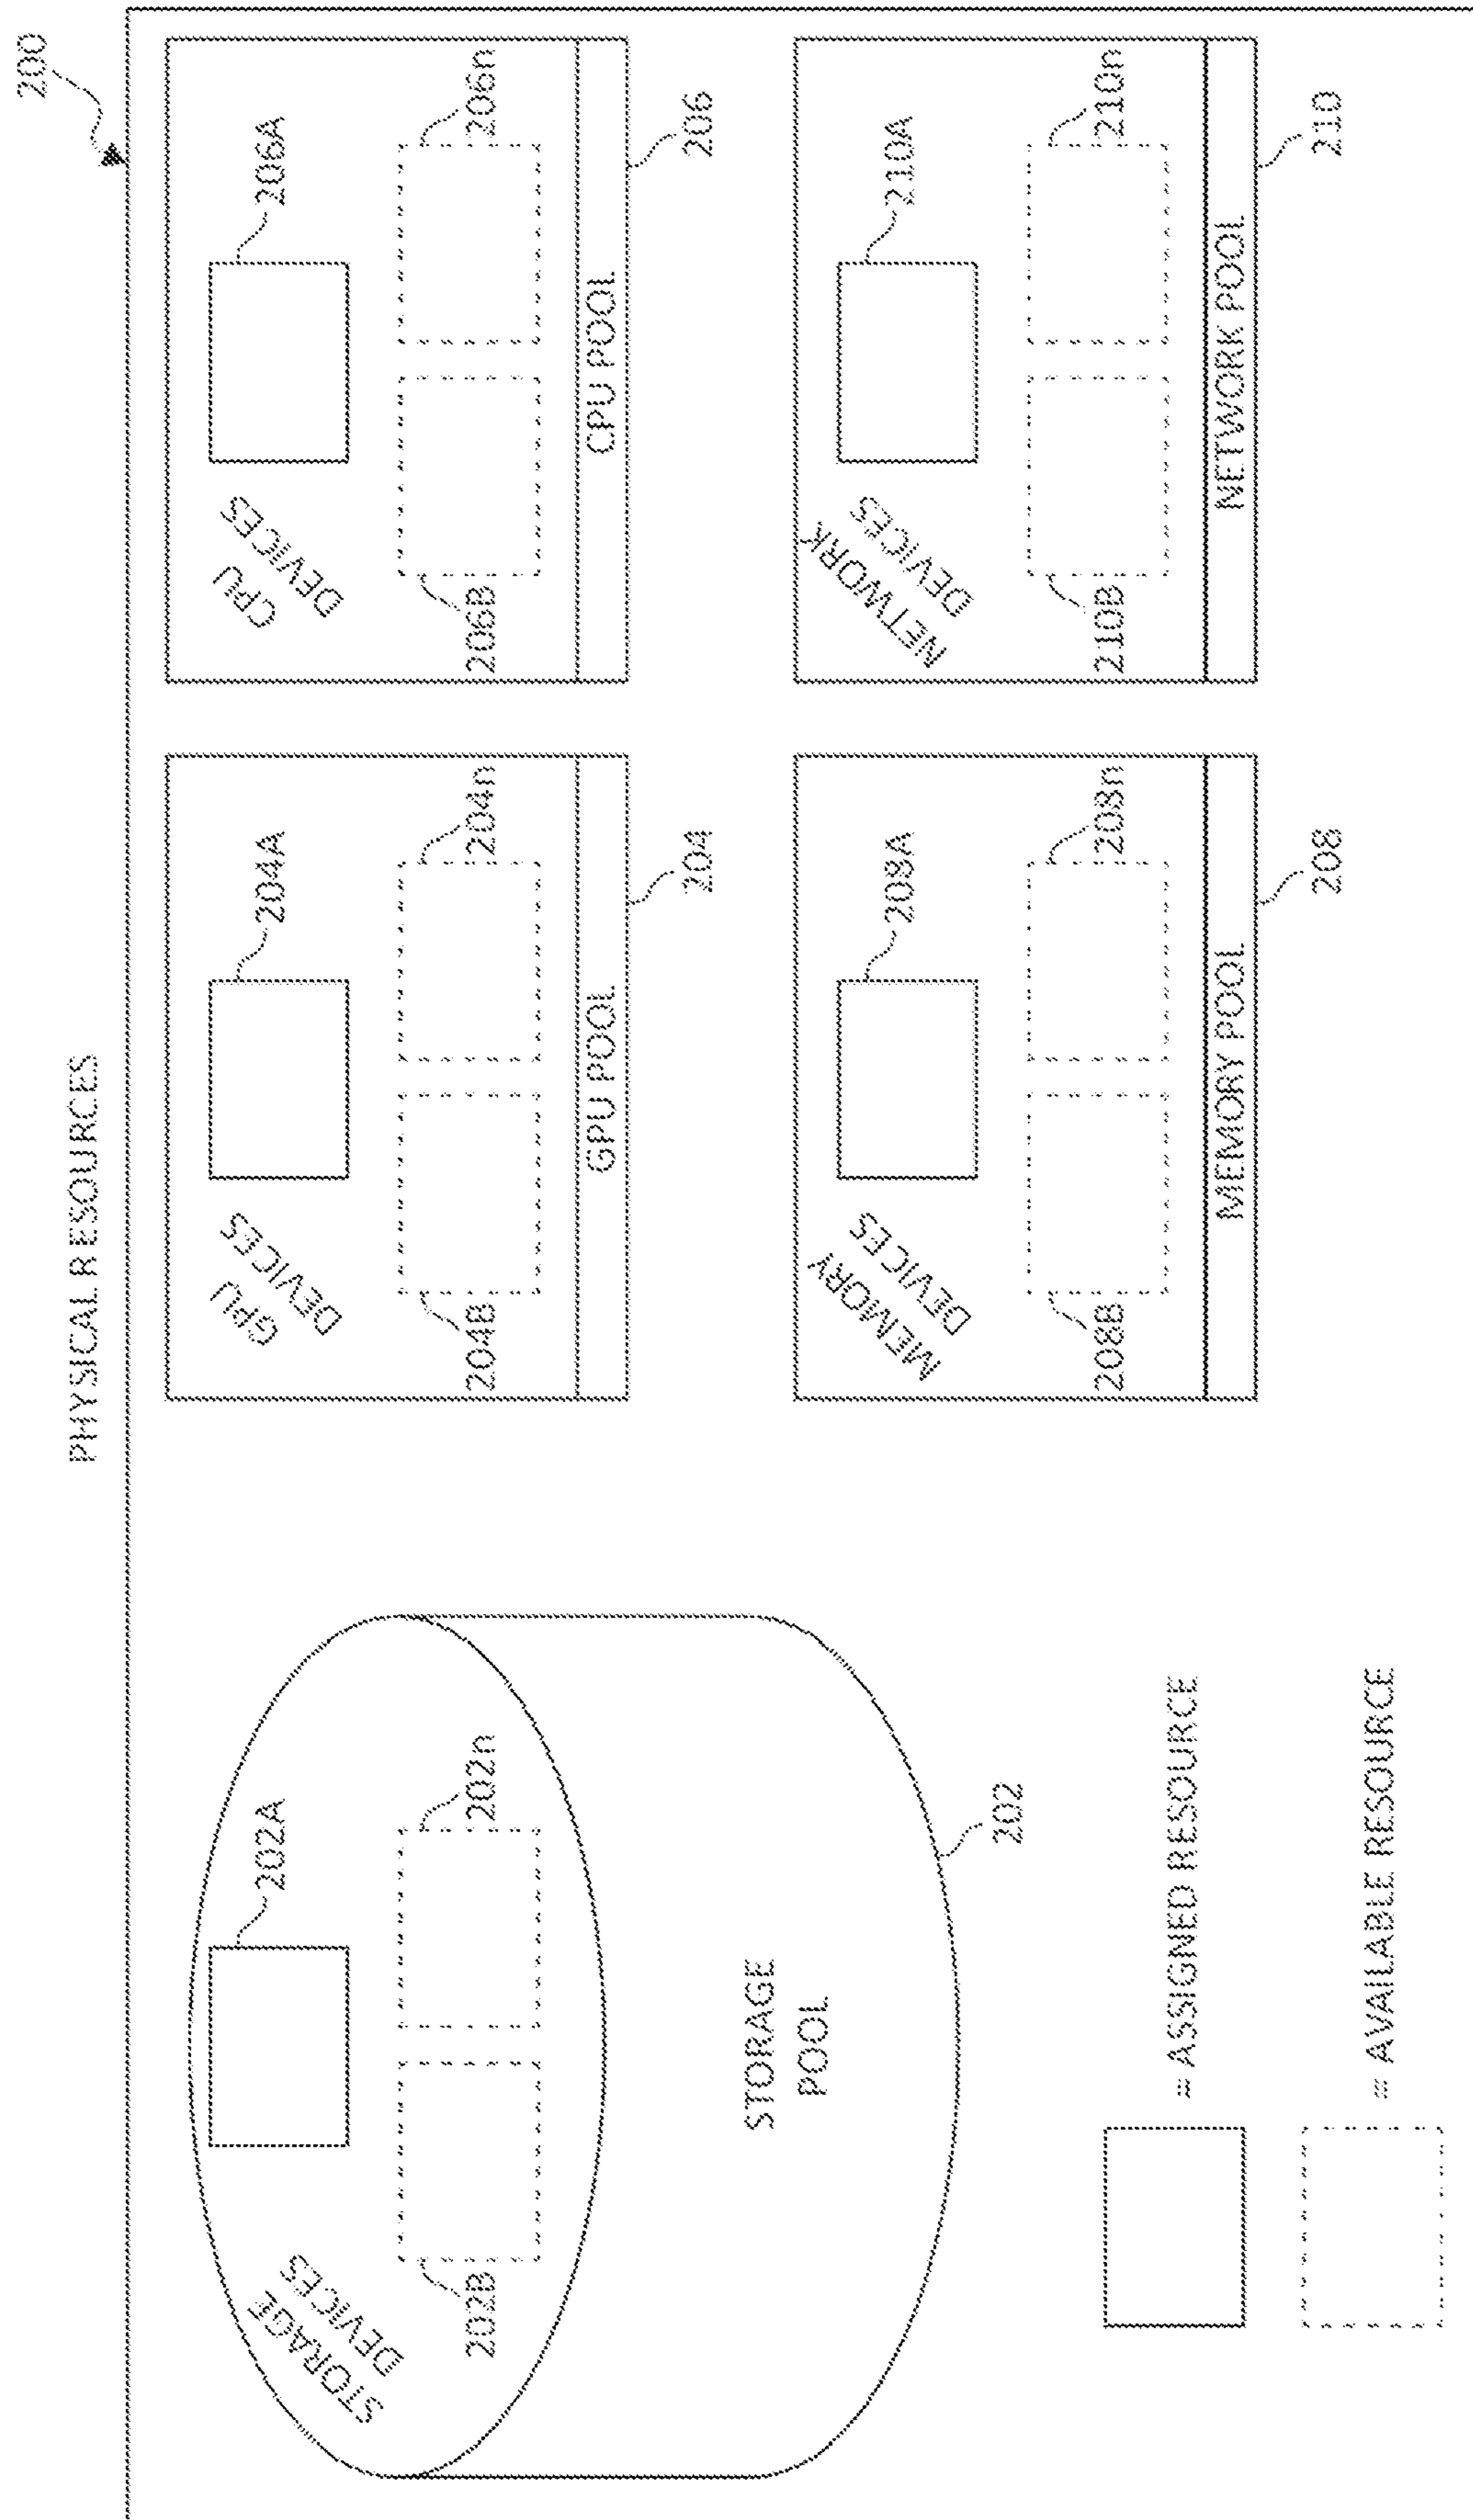 200
PHYSICAL RESOURCES
STORAGE
DEVICES
202A
202B
202n
STORAGE
POOL
202
GPU
DEVICES
204A
204B
204n
GPU POOL
204
CPU
DEVICES
206A
206B
206n
CPU POOL
206
MEMORY
DEVICES
208A
208B
208n
MEMORY POOL
208
NETWORK
DEVICES
210A
210B
210n
NETWORK POOL
210
= ASSIGNED RESOURCE
= AVAILABLE RESOURCE